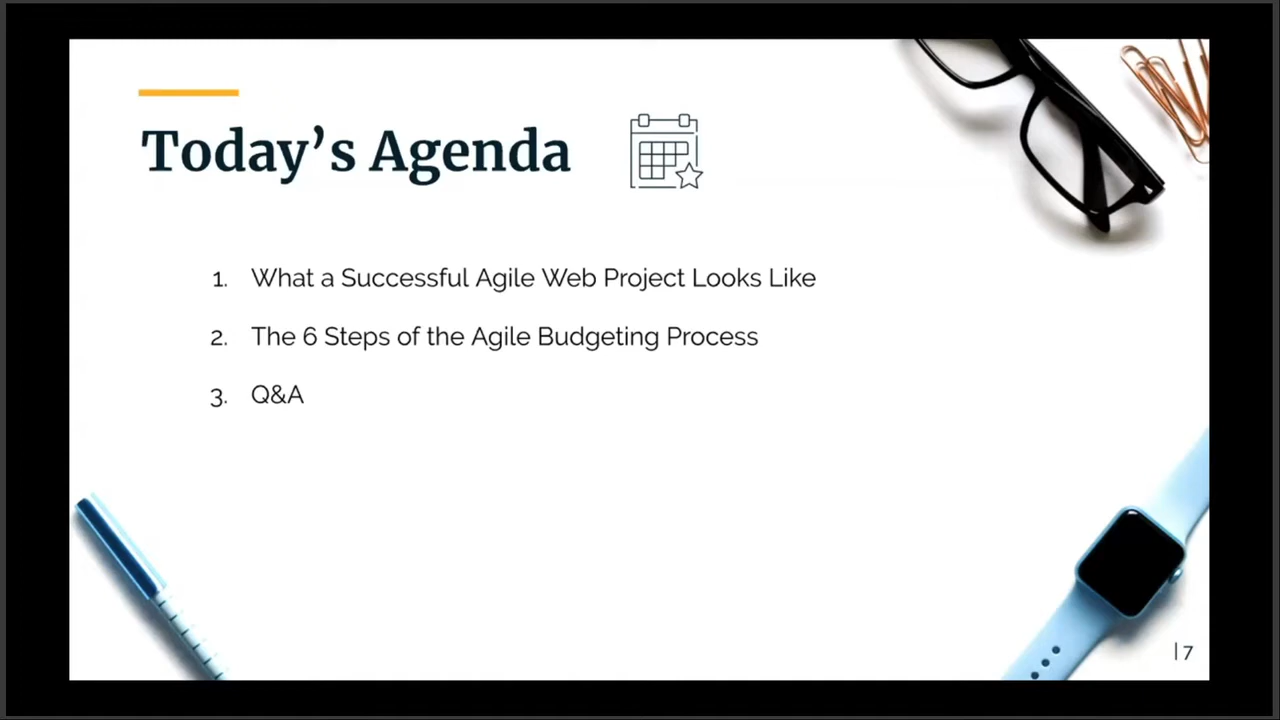 Today’s Agenda
1. What a Successful Agile Web Project Looks Like
2. The 6 Steps of the Agile Budgeting Process
3. Q&A
| 7